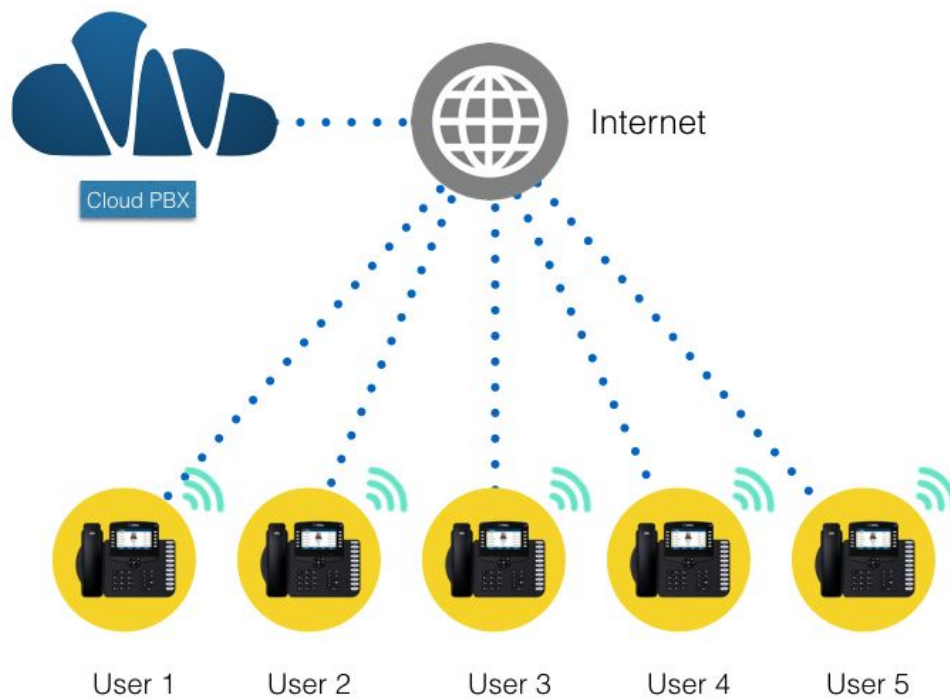 Internet
Cloud PBX
User 1
User 2
User 3
User 4
User 5